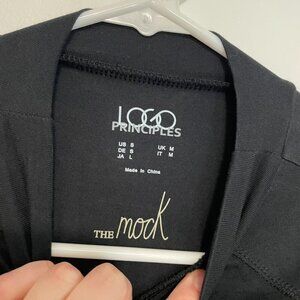 LOGO
PRINCIPLES
US S UK M
DE S IT M
JA L
Made in China
THE mock